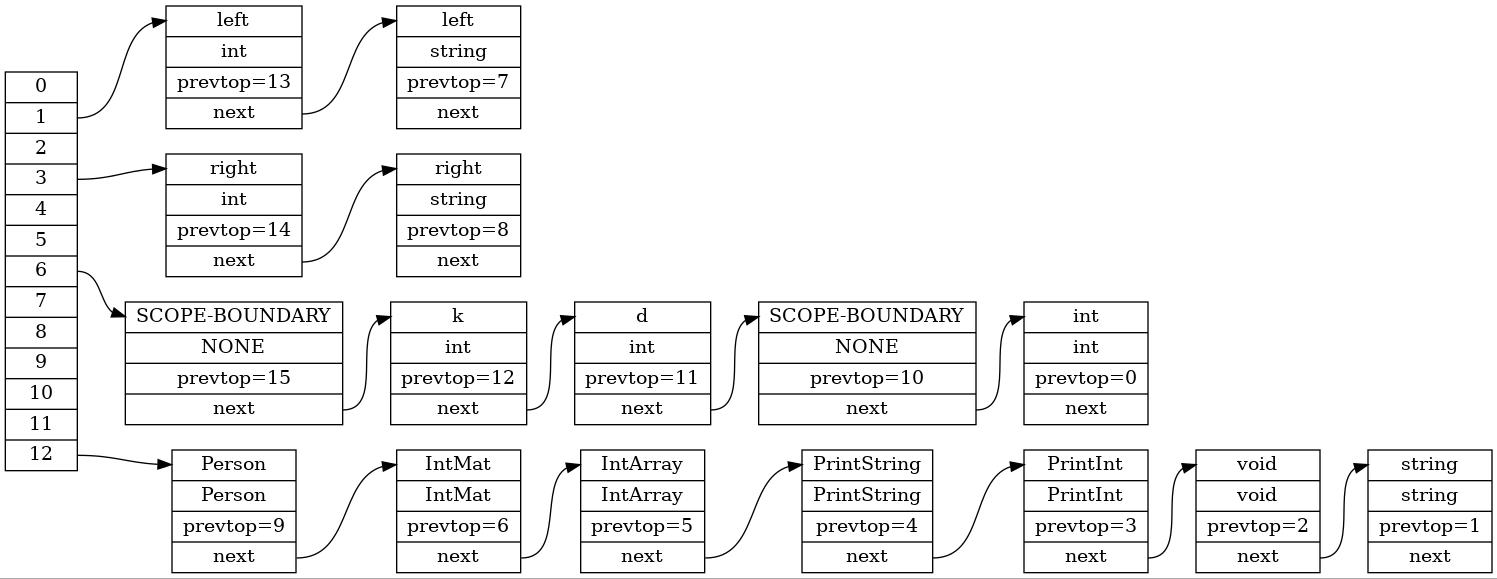 0
1
2
3
4
5
6
7
8
9
10
11
12
left
int
prevtop=13
next
left
string
prevtop=7
next
right
int
prevtop=14
next
right
string
prevtop=8
next
SCOPE-BOUNDARY
NONE
prevtop=15
next
k
int
prevtop=12
next
d
int
prevtop=11
next
SCOPE-BOUNDARY
NONE
prevtop=10
next
int
int
prevtop=0
next
Person
Person
prevtop=9
next
IntMat
IntMat
prevtop=6
next
IntArray
IntArray
prevtop=5
next
PrintString
PrintString
prevtop=4
next
PrintInt
PrintInt
prevtop=3
next
void
void
prevtop=2
next
string
string
prevtop=1
next